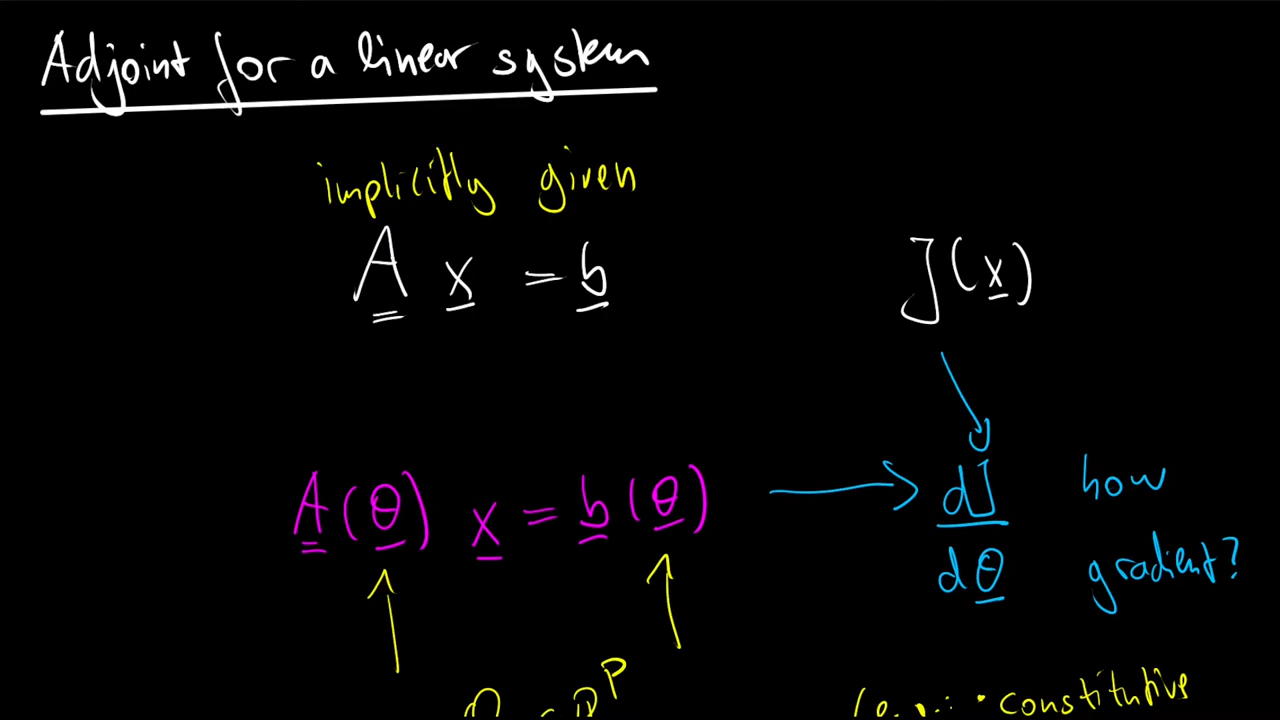 Adjoint for a linear system
implicitly given
A x = b
J(x)
A(θ) x = b(θ)
dJ
dθ
how
gradient?
constitutive